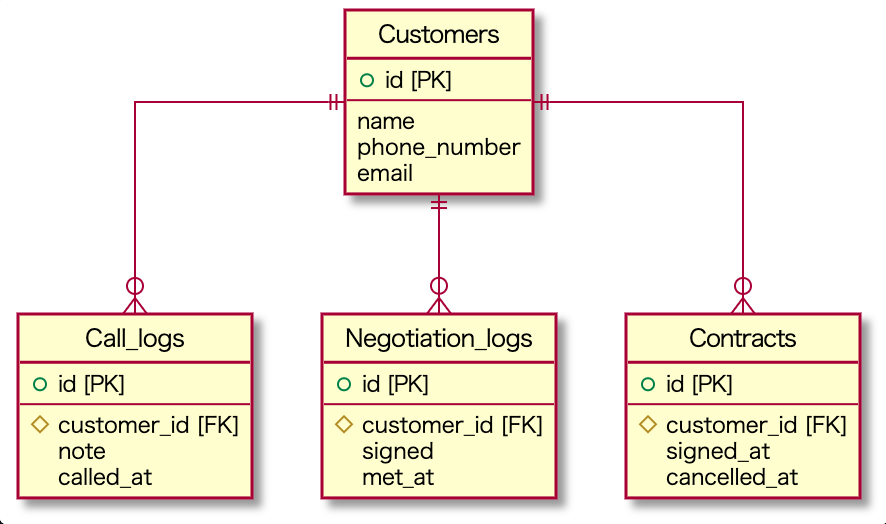 Customers
id [PK]
name
phone_number
email
Call_logs
id [PK]
customer_id [FK]
note
called_at
Negotiation_logs
id [PK]
customer_id [FK]
signed
met_at
Contracts
id [PK]
customer_id [FK]
signed_at
cancelled_at